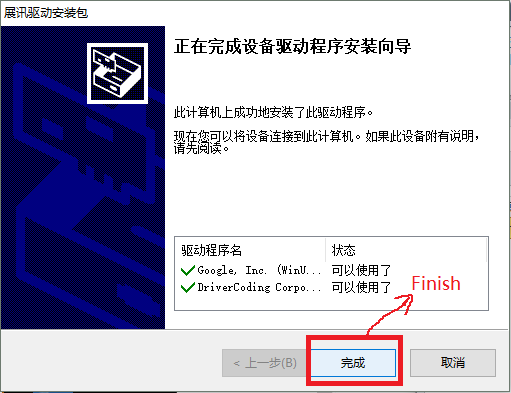 展讯驱动安装包
正在完成设备驱动程序安装向导
此计算机上成功地安装了此驱动程序。
现在您可以将设备连接到此计算机。如果此设备附有说明，
请先阅读。
驱动程序名 状态
Google, Inc. (WinU... 可以使用了
DriverCoding Corpo... 可以使用了
Finish
< 上一步(B) 完成 取消